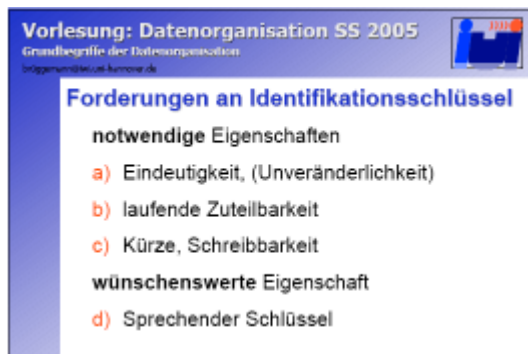 Vorlesung: Datenorganisation SS 2005
Grundbegriffe der Datenorganisation
Forderungen an Identifikationsschlüssel
notwendige Eigenschaften
a) Eindeutigkeit, (Unveränderlichkeit)
b) laufende Zuteilbarkeit
c) Kürze, Schreibbarkeit
wünschenswerte Eigenschaft
d) Sprechender Schlüssel